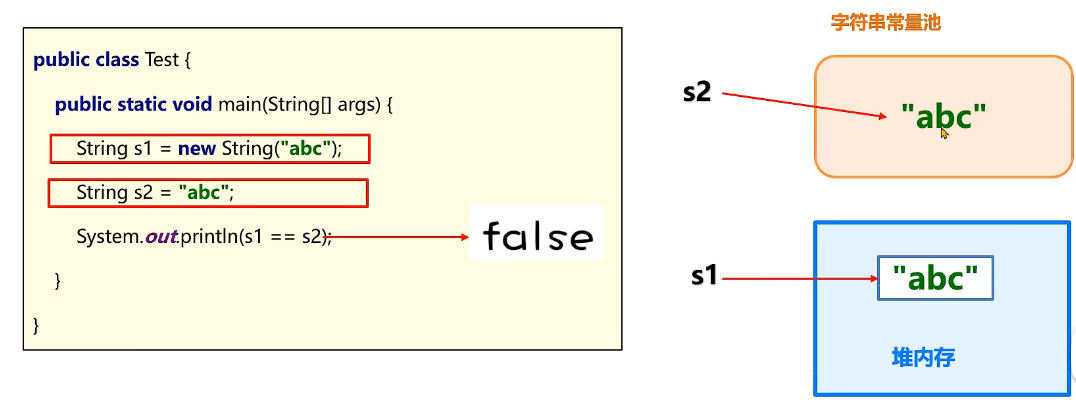 public class Test {
public static void main(String[] args) {
String s1 = new String("abc");
String s2 = "abc";
System.out.println(s1 == s2);
}
}
false
字符串常量池
s2
"abc"
s1
"abc"
堆内存